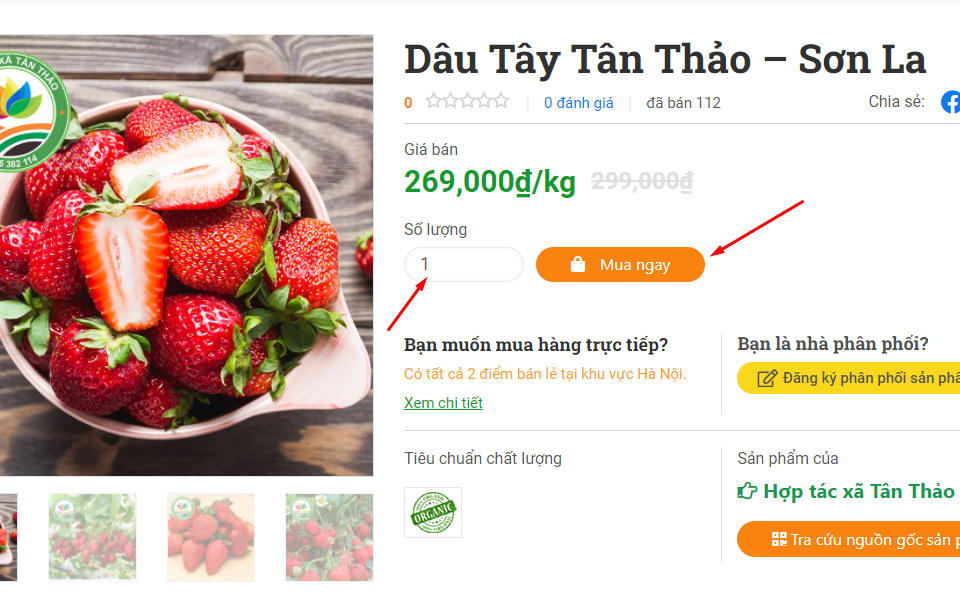 XÃ TÂN THẢO
6 382 114
Dâu Tây Tân Thảo – Sơn La
0
0 đánh giá
đã bán 112
Chia sẻ:
Giá bán
269,000₫/kg 299,000₫
Số lượng
1
Mua ngay
Bạn muốn mua hàng trực tiếp?
Có tất cả 2 điểm bán lẻ tại khu vực Hà Nội.
Xem chi tiết
Bạn là nhà phân phối?
Đăng ký phân phối sản
Tiêu chuẩn chất lượng
ORGANIC
Sản phẩm của
Hợp tác xã Tân Thảo
Tra cứu nguồn gốc sản